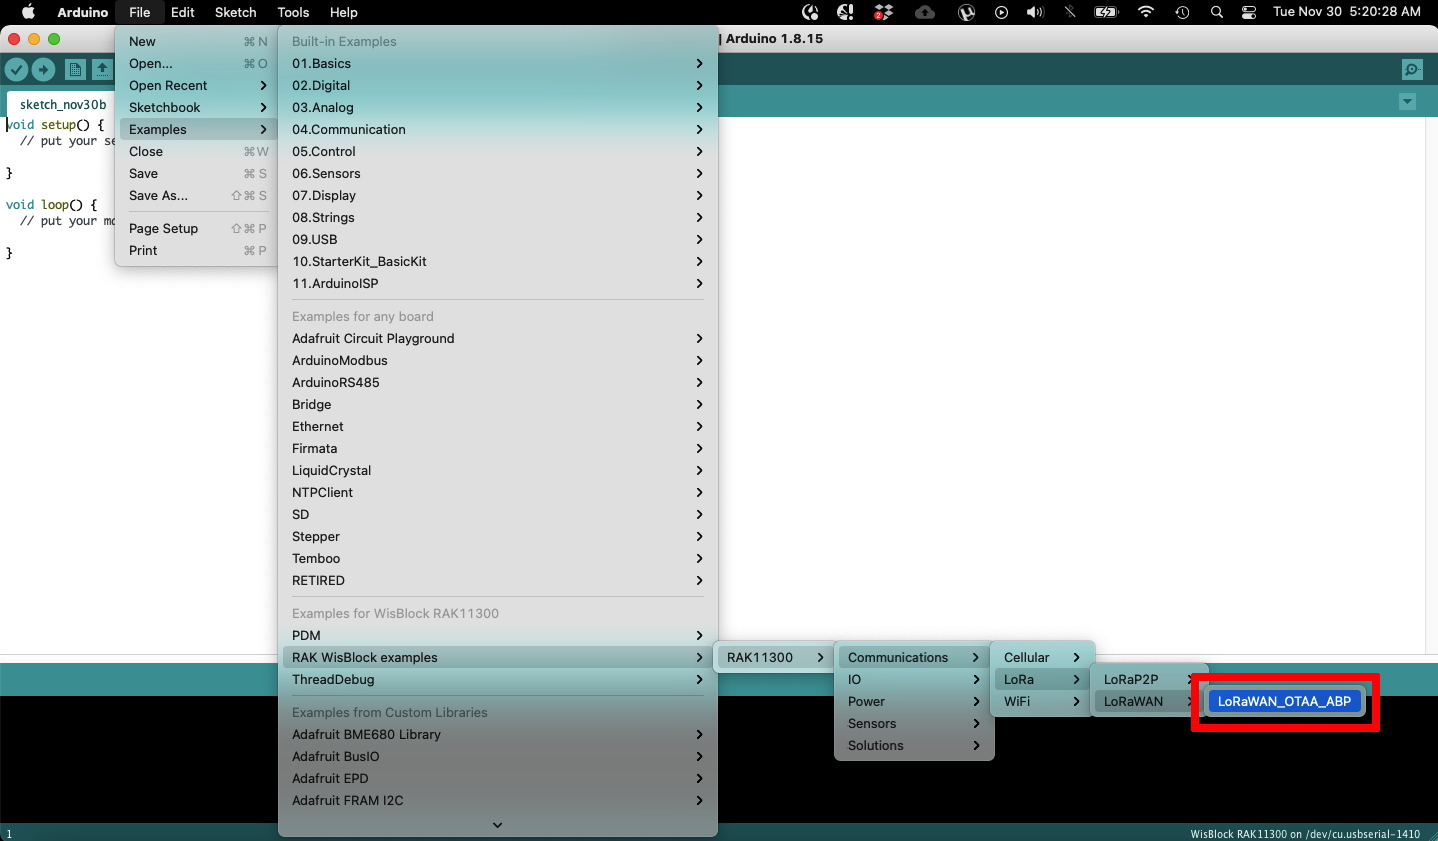 Arduino File Edit Sketch Tools Help
2
Tue Nov 30 5:20:28 AM
| Arduino 1.8.15
sketch_nov30b
void setup() {
// put your se
}
void loop() {
// put your mo
}
New ⌘ N
Open... ⌘ O
Open Recent
Sketchbook
Examples
Close ⌘ W
Save ⌘ S
Save As... ⇧ ⌘ S
Page Setup ⇧ ⌘ P
Print ⌘ P
Built-in Examples
01.Basics
02.Digital
03.Analog
04.Communication
05.Control
06.Sensors
07.Display
08.Strings
09.USB
10.StarterKit_BasicKit
11.ArduinoISP
Examples for any board
Adafruit Circuit Playground
ArduinoModbus
ArduinoRS485
Bridge
Ethernet
Firmata
LiquidCrystal
NTPClient
SD
Stepper
Temboo
RETIRED
Examples for WisBlock RAK11300
PDM
RAK WisBlock examples
ThreadDebug
Examples from Custom Libraries
Adafruit BME680 Library
Adafruit BusIO
Adafruit EPD
Adafruit FRAM I2C
RAK11300
Communications
IO
Power
Sensors
Solutions
Cellular
LoRa
WiFi
LoRaP2P
LoRaWAN
LoRaWAN_OTAA_ABP
1
WisBlock RAK11300 on /dev/cu.usbserial-1410